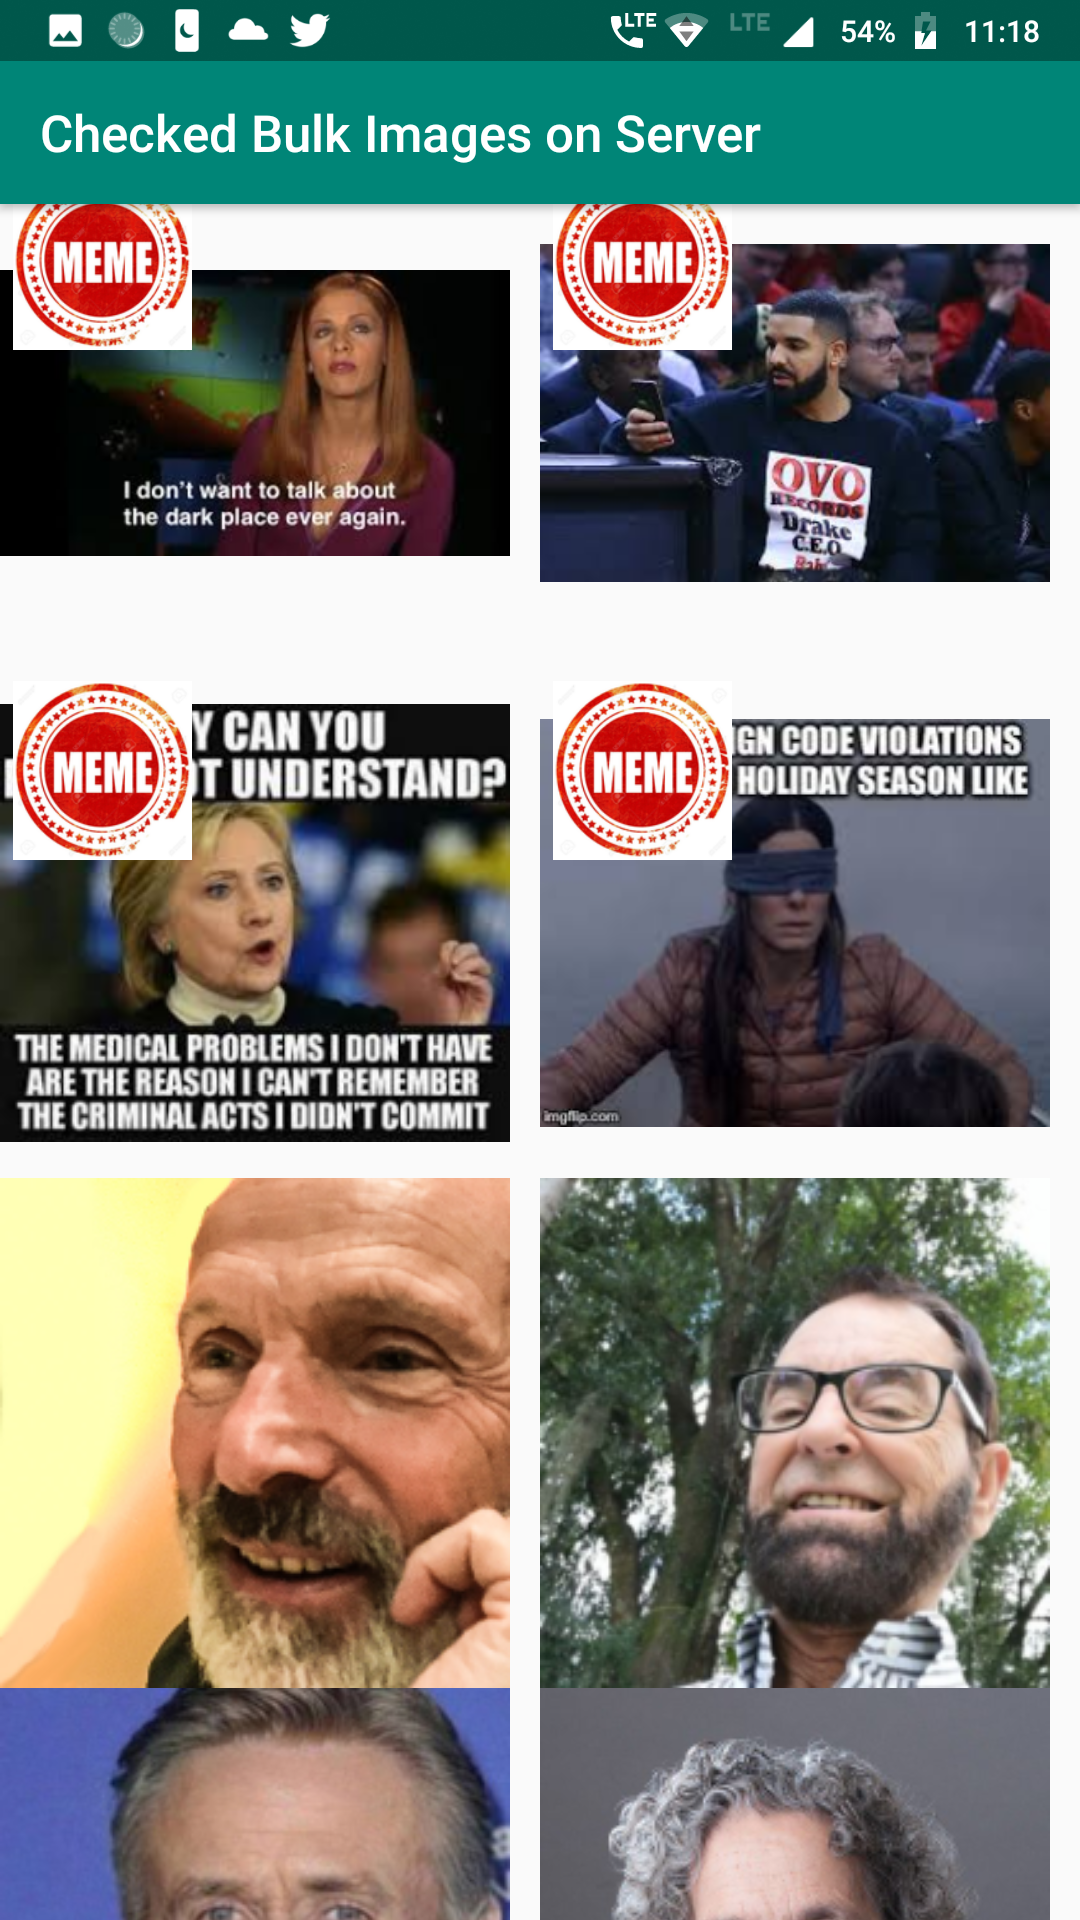 LTE LTE 54% 11:18
Checked Bulk Images on Server
MEME
I don't want to talk about
the dark place ever again.
MEME
OVO
RECORDS
Drake
C.E.O.
MEME
Y CAN YOU
T UNDERSTAND?
THE MEDICAL PROBLEMS I DON'T HAVE
ARE THE REASON I CAN'T REMEMBER
THE CRIMINAL ACTS I DIDN'T COMMIT
MEME
GN CODE VIOLATIONS
HOLIDAY SEASON LIKE
imgflip.com